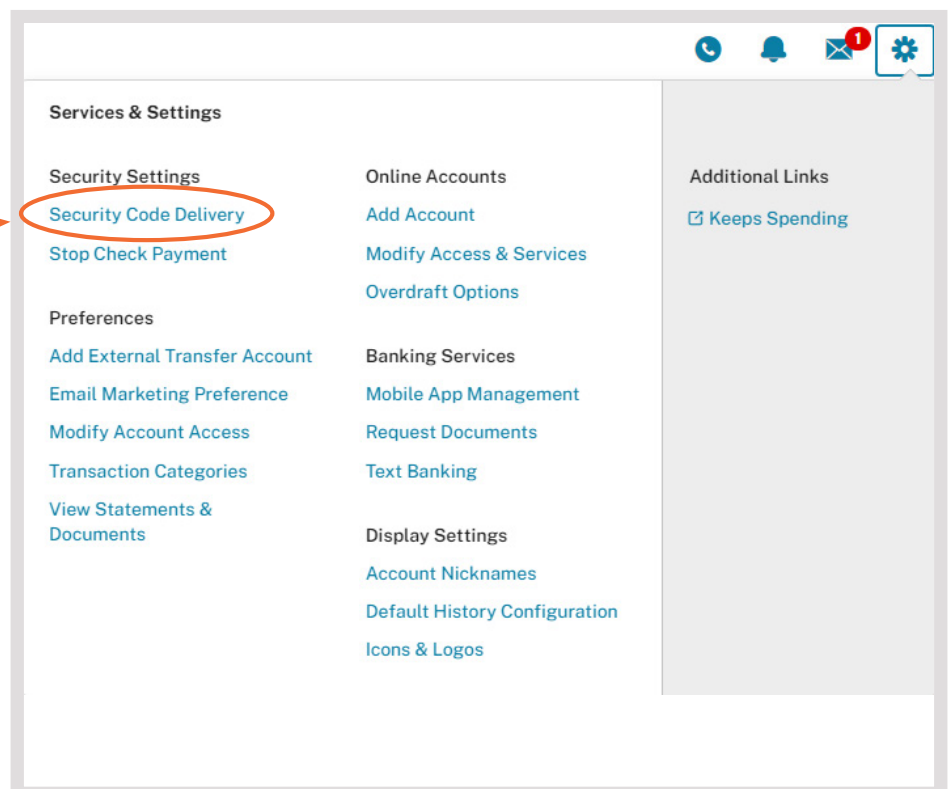 1
Services & Settings
Security Settings
Security Code Delivery
Stop Check Payment
Preferences
Add External Transfer Account
Email Marketing Preference
Modify Account Access
Transaction Categories
View Statements &
Documents
Online Accounts
Add Account
Modify Access & Services
Overdraft Options
Banking Services
Mobile App Management
Request Documents
Text Banking
Display Settings
Account Nicknames
Default History Configuration
Icons & Logos
Additional Links
Keeps Spending